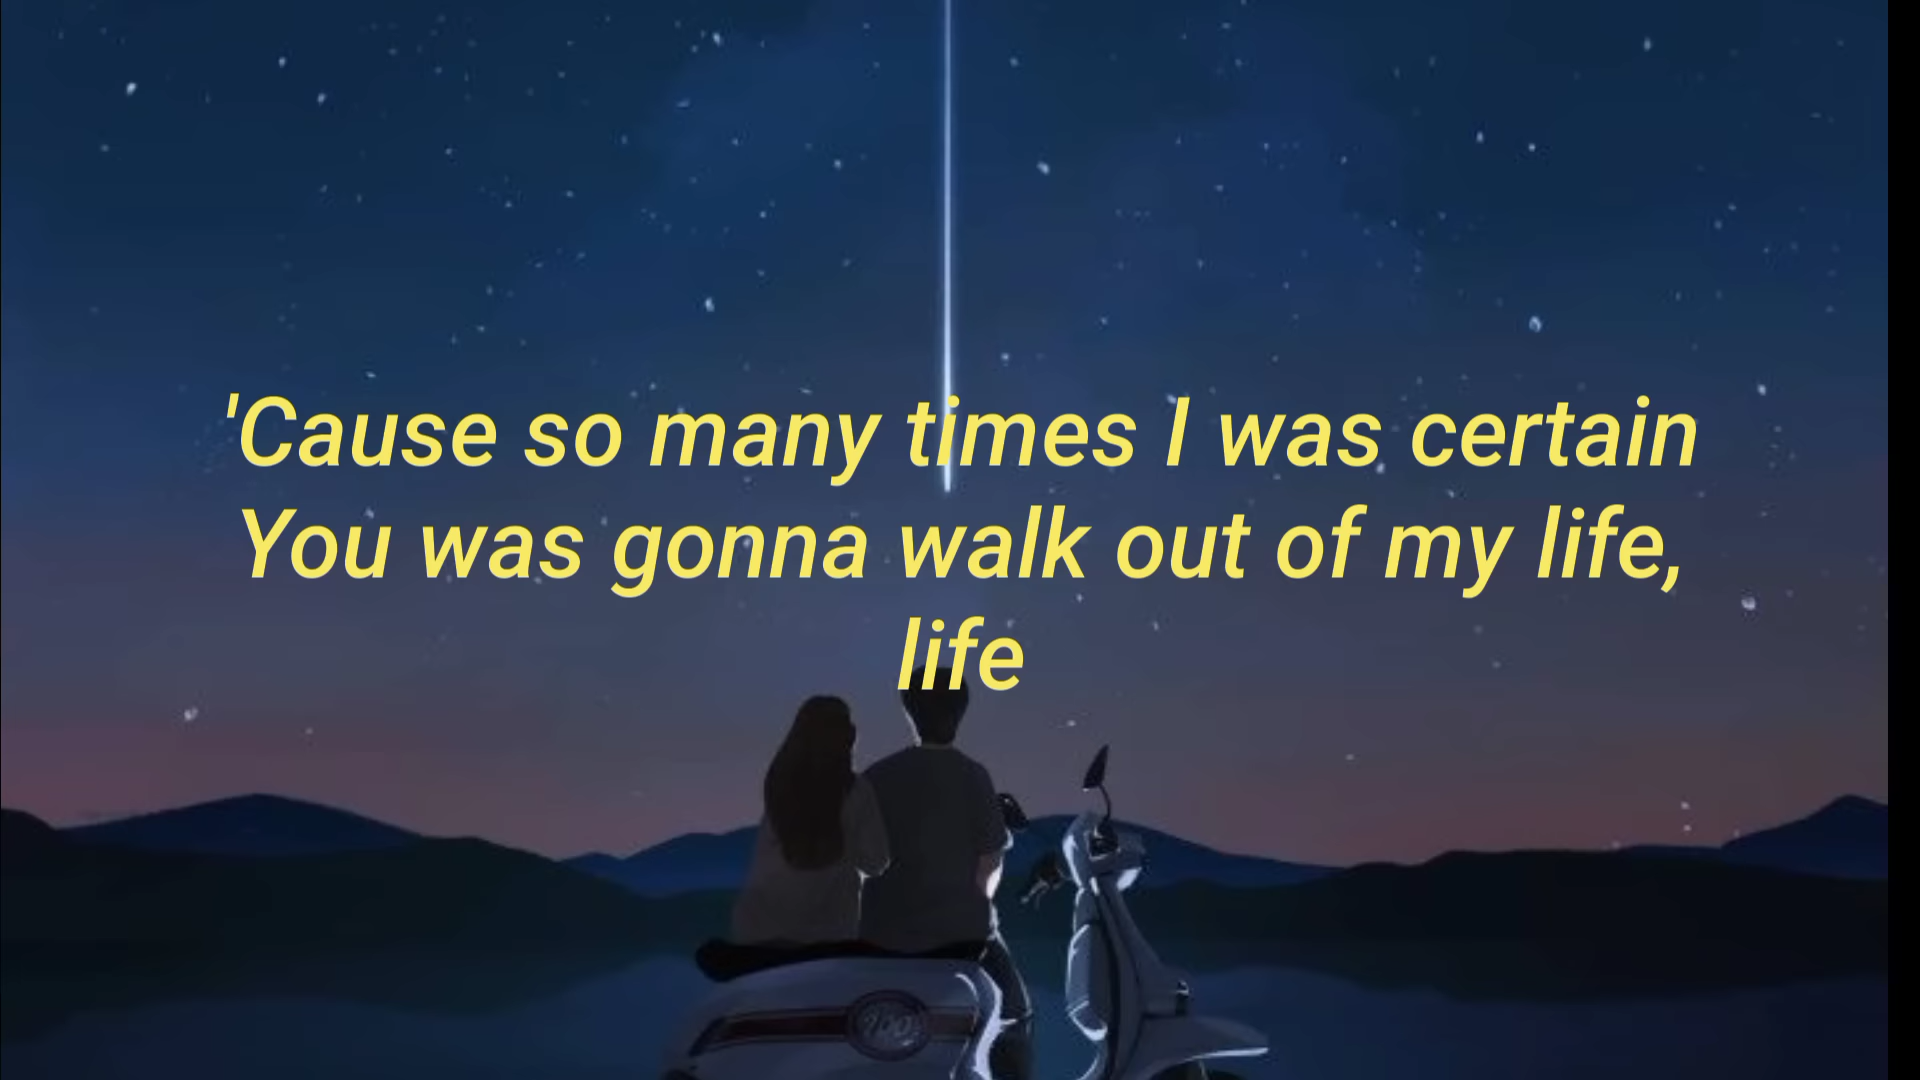 'Cause so many times I was certain
You was gonna walk out of my life,
life